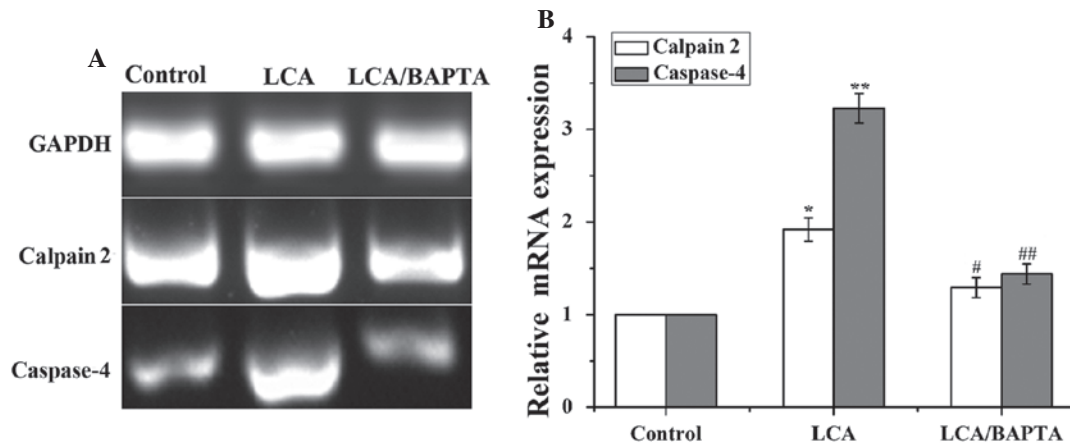 A
Control LCA LCA/BAPTA
GAPDH
Calpain 2
Caspase-4
B
Calpain 2
Caspase-4
Relative mRNA expression
4
3
2
1
0
*
**
#
##
Control LCA LCA/BAPTA